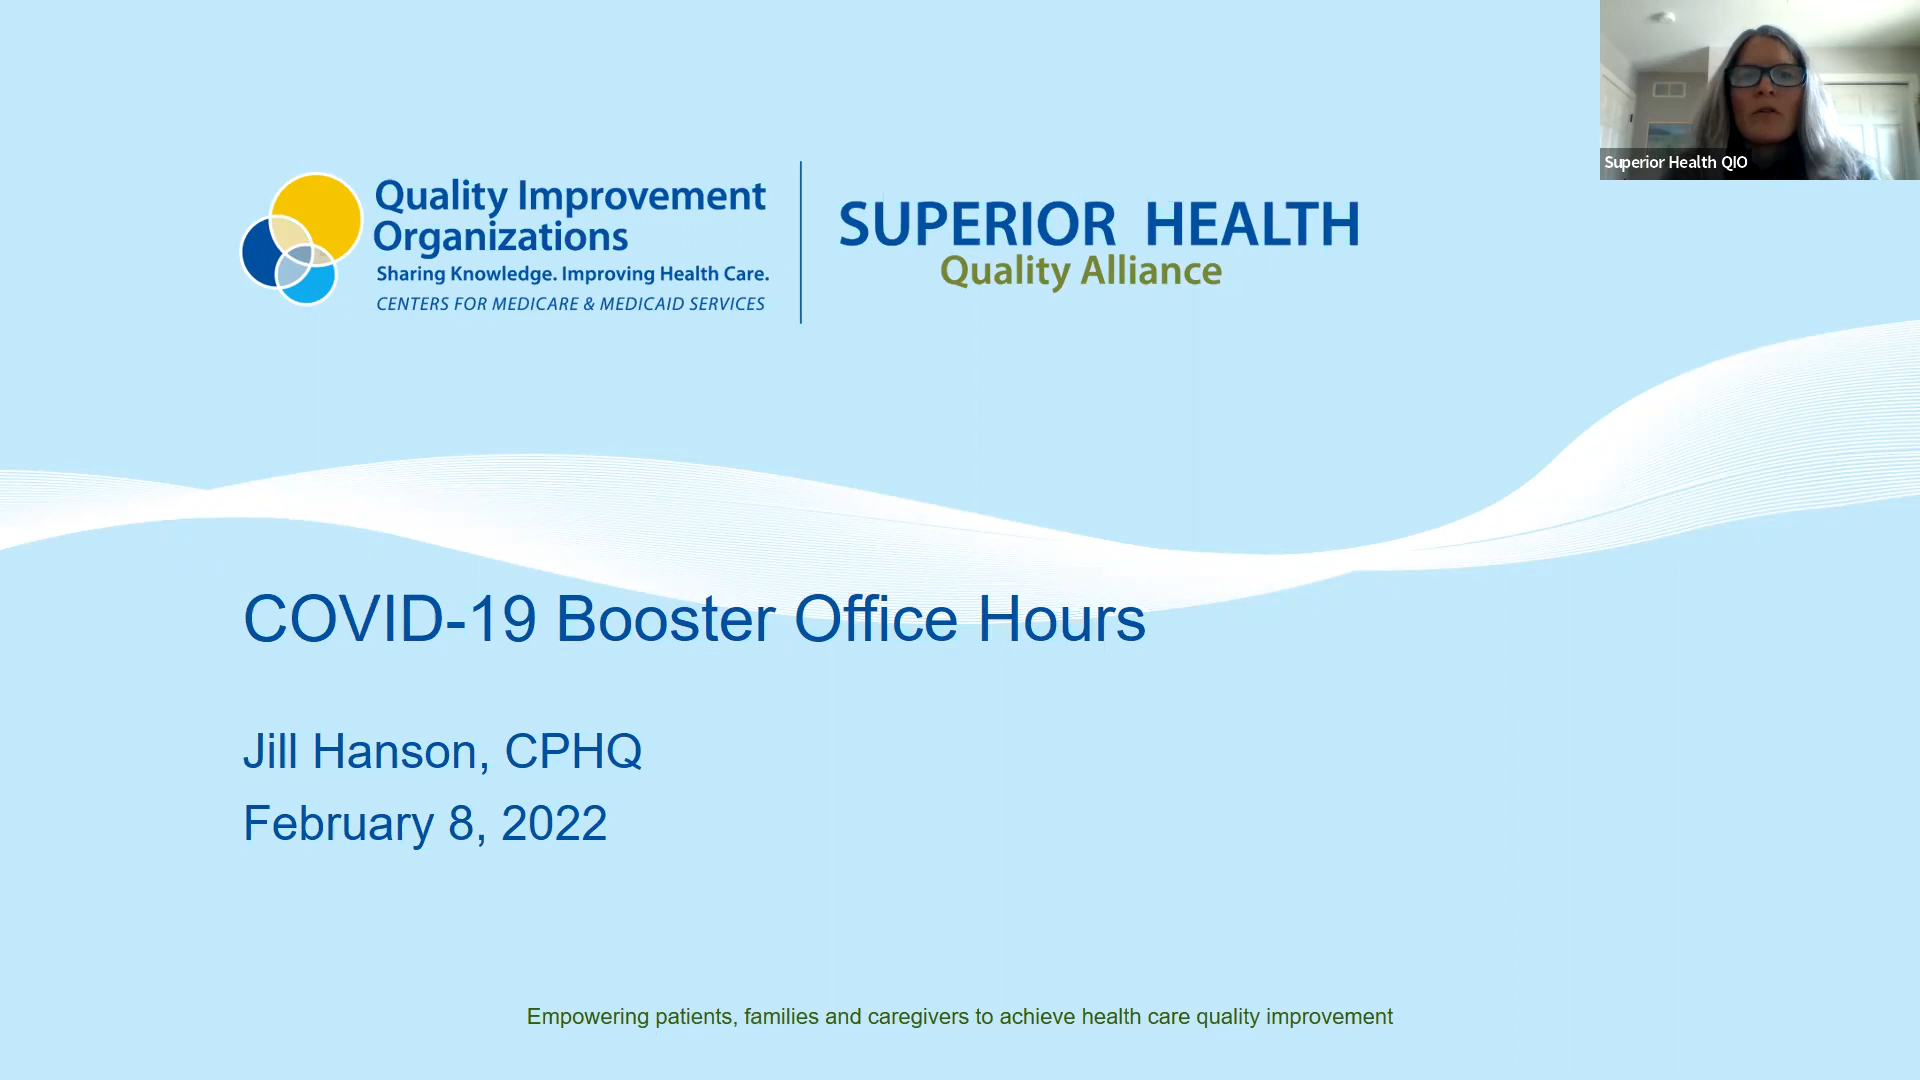 Quality Improvement
Organizations
Sharing Knowledge. Improving Health Care.
CENTERS FOR MEDICARE & MEDICAID SERVICES
SUPERIOR HEALTH
Quality Alliance
Superior Health QIO
COVID-19 Booster Office Hours
Jill Hanson, CPHQ
February 8, 2022
Empowering patients, families and caregivers to achieve health care quality improvement